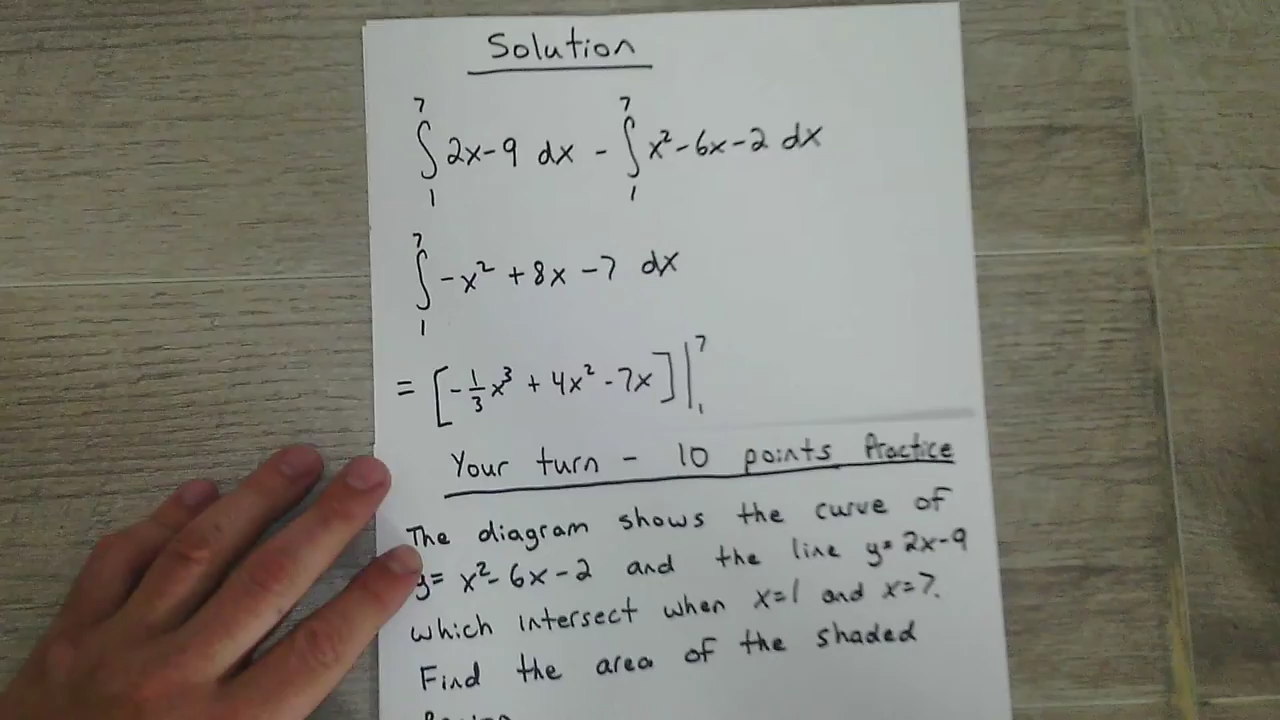 Solution
∫₁⁷ 2x-9 dx - ∫₁⁷ x²-6x-2 dx
∫₁⁷ -x² + 8x - 7 dx
= [-1/3 x³ + 4x² - 7x]|₁⁷
Your turn - 10 points Practice
The diagram shows the curve of
y= x²-6x-2 and the line y=2x-9
which intersect when x=1 and x=7.
Find the area of the shaded